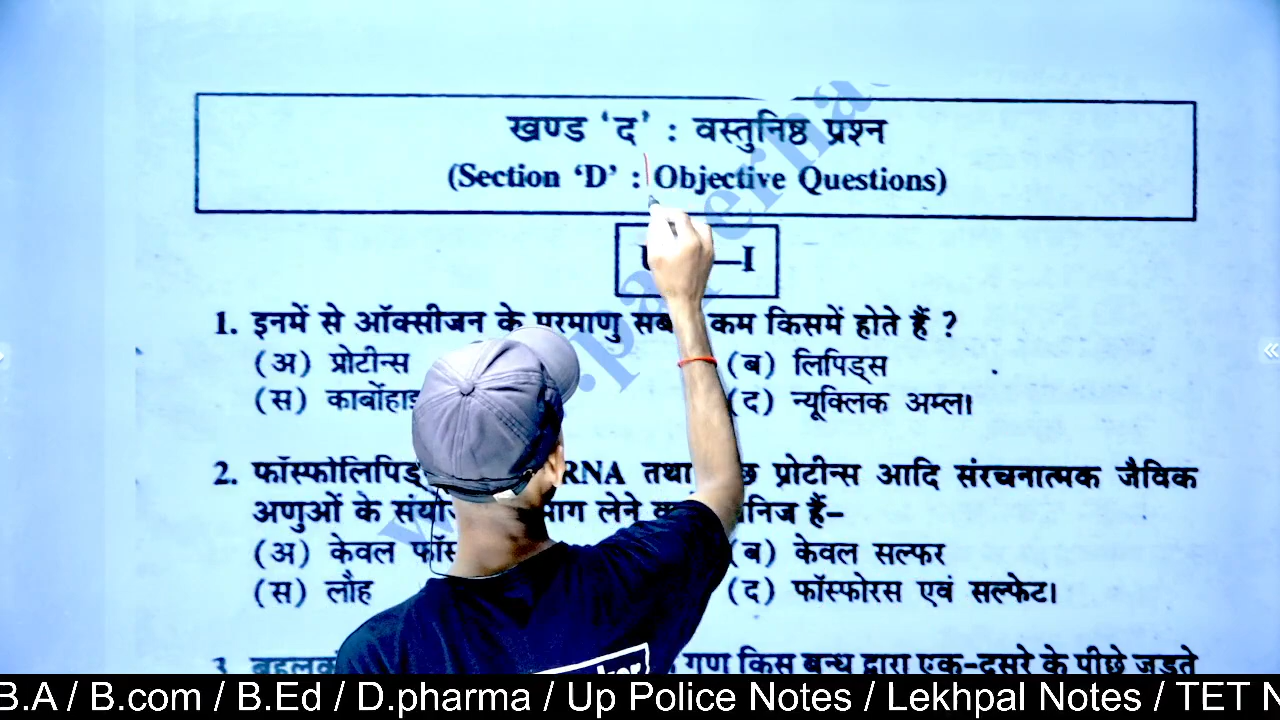 खण्ड ‘द’ : वस्तुनिष्ठ प्रश्न
(Section ‘D’ : Objective Questions)
—I
1. इनमें से ऑक्सीजन के परमाणु कम किसमें होते हैं ?
(अ) प्रोटीन्स (ब) लिपिड्स
(स) (द) न्यूक्लिक अम्ल।
2. RNA तथा प्रोटीन्स आदि संरचनात्मक जैविक
अणुओं के भाग लेने हैं–
(अ) केवल (ब) केवल सल्फर
(स) लौह (द) फॉस्फोरस एवं सल्फेट।
3. गुण किस बन्ध द्वारा एक-दूसरे के पीछे जुड़ते
B.A / B.com / B.Ed / D.pharma / Up Police Notes / Lekhpal Notes / TET